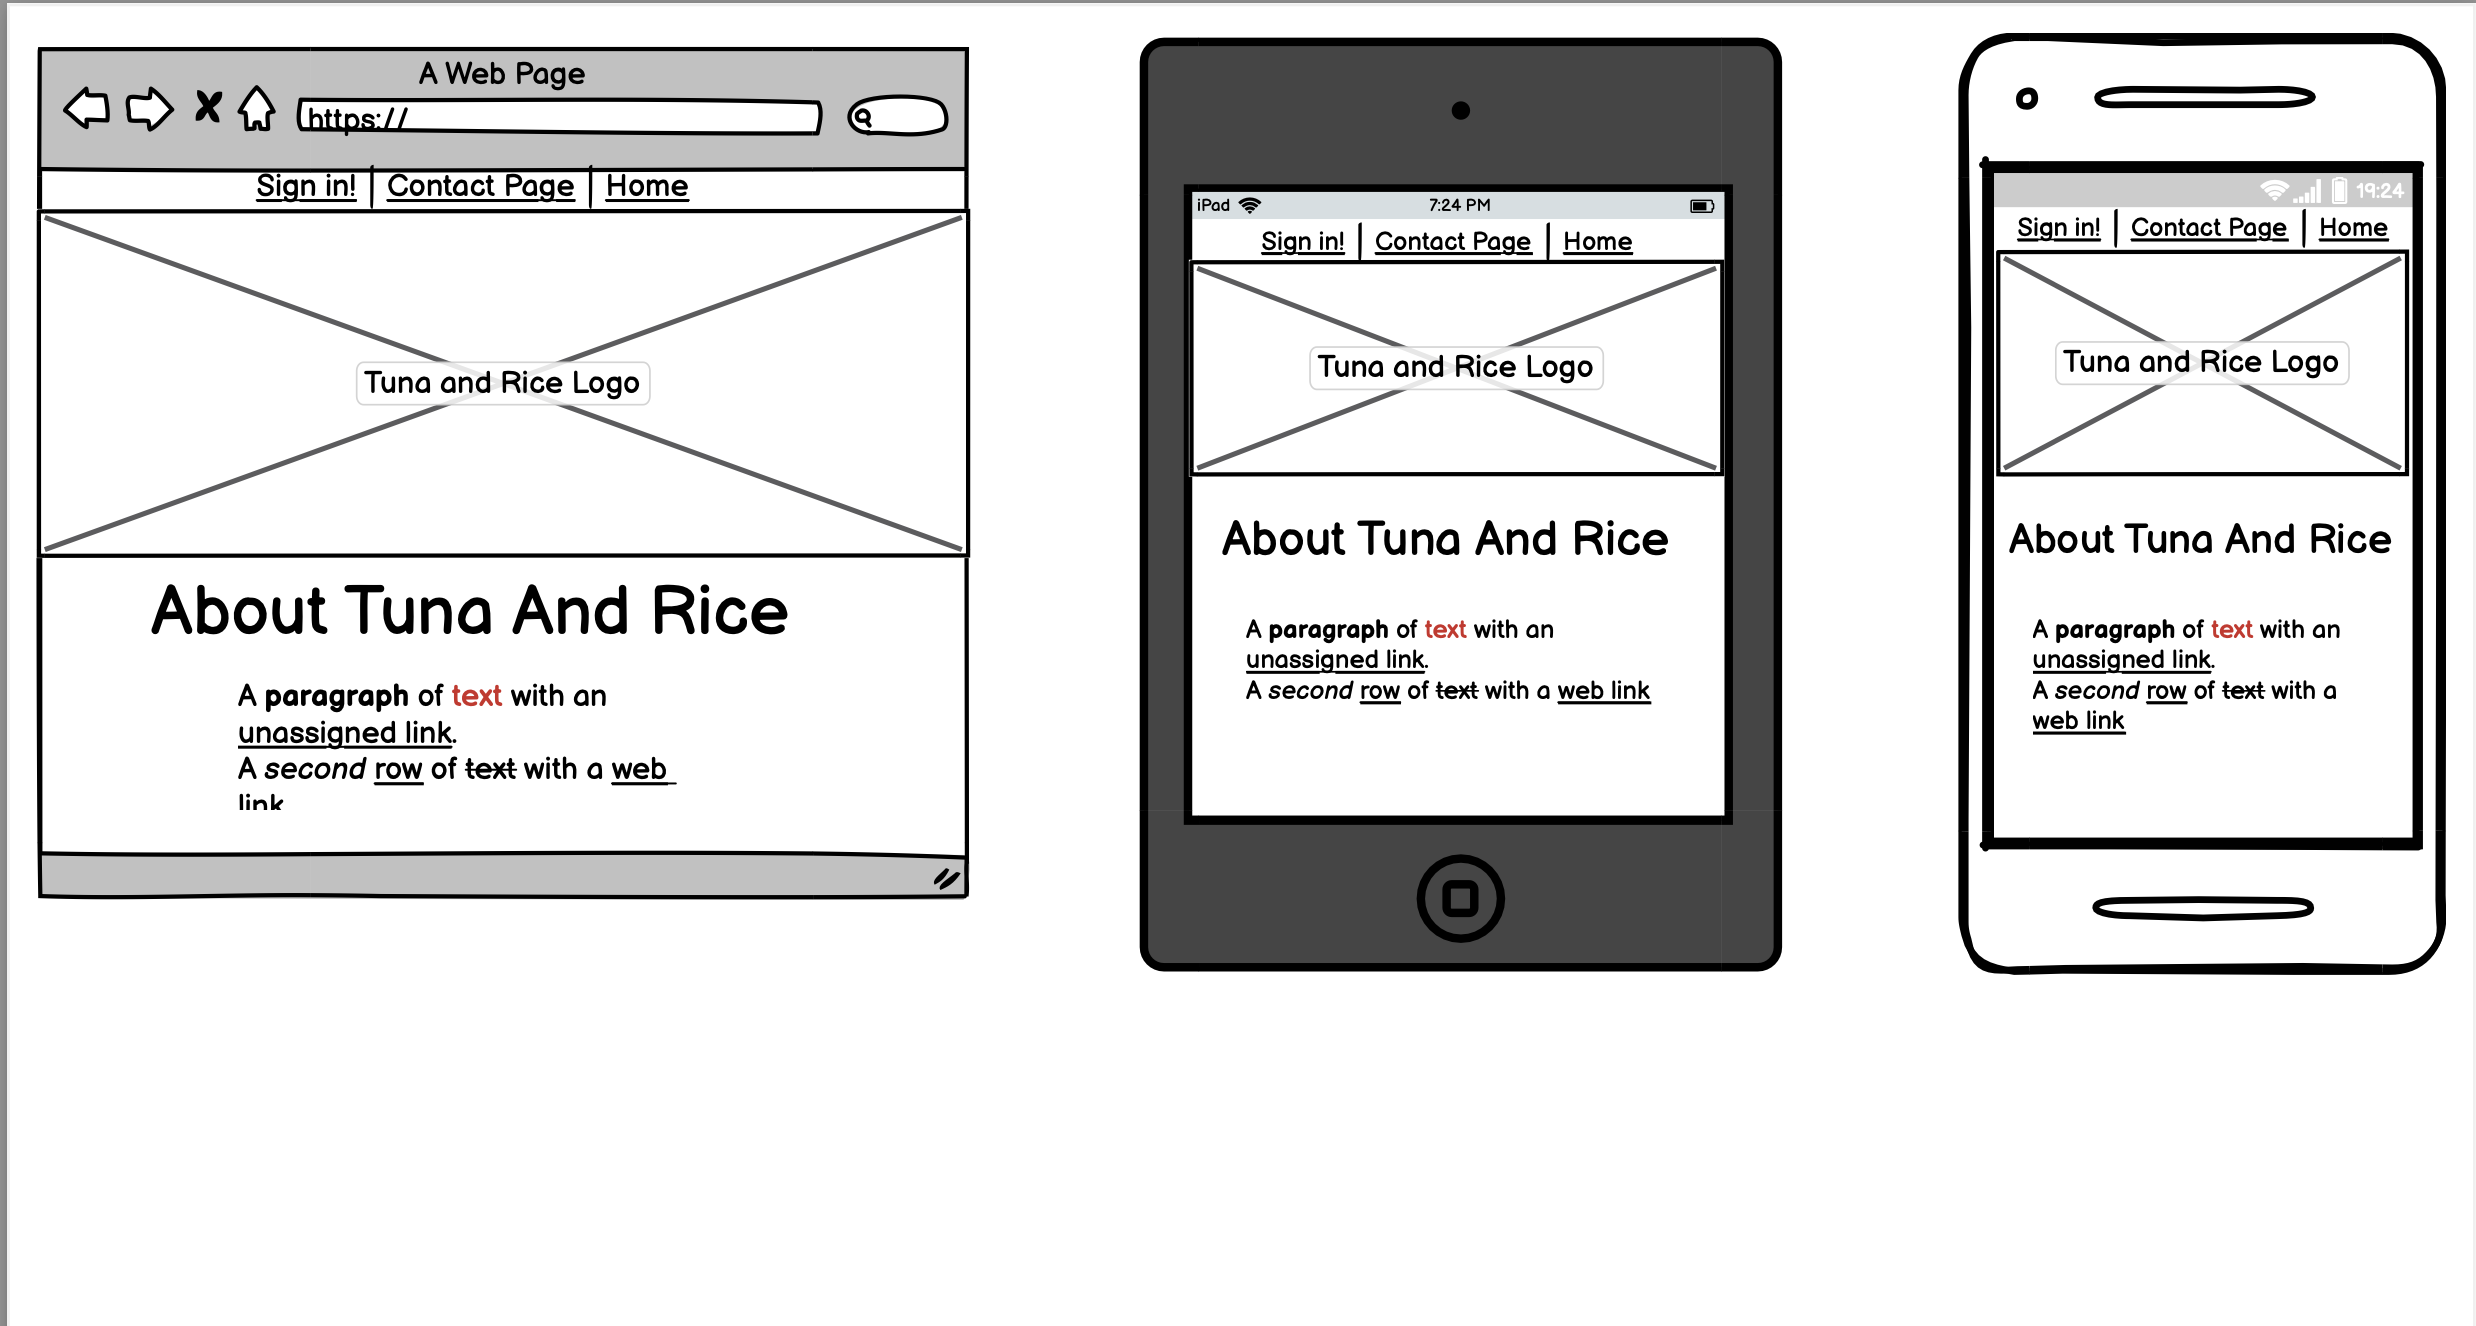 A Web Page
https://
Sign in! Contact Page Home
Tuna and Rice Logo
About Tuna And Rice
A paragraph of text with an
unassigned link.
A second row of text with a web
link
iPad 7:24 PM
Sign in! Contact Page Home
Tuna and Rice Logo
About Tuna And Rice
A paragraph of text with an
unassigned link.
A second row of text with a web link
19:24
Sign in! Contact Page Home
Tuna and Rice Logo
About Tuna And Rice
A paragraph of text with an
unassigned link.
A second row of text with a
web link